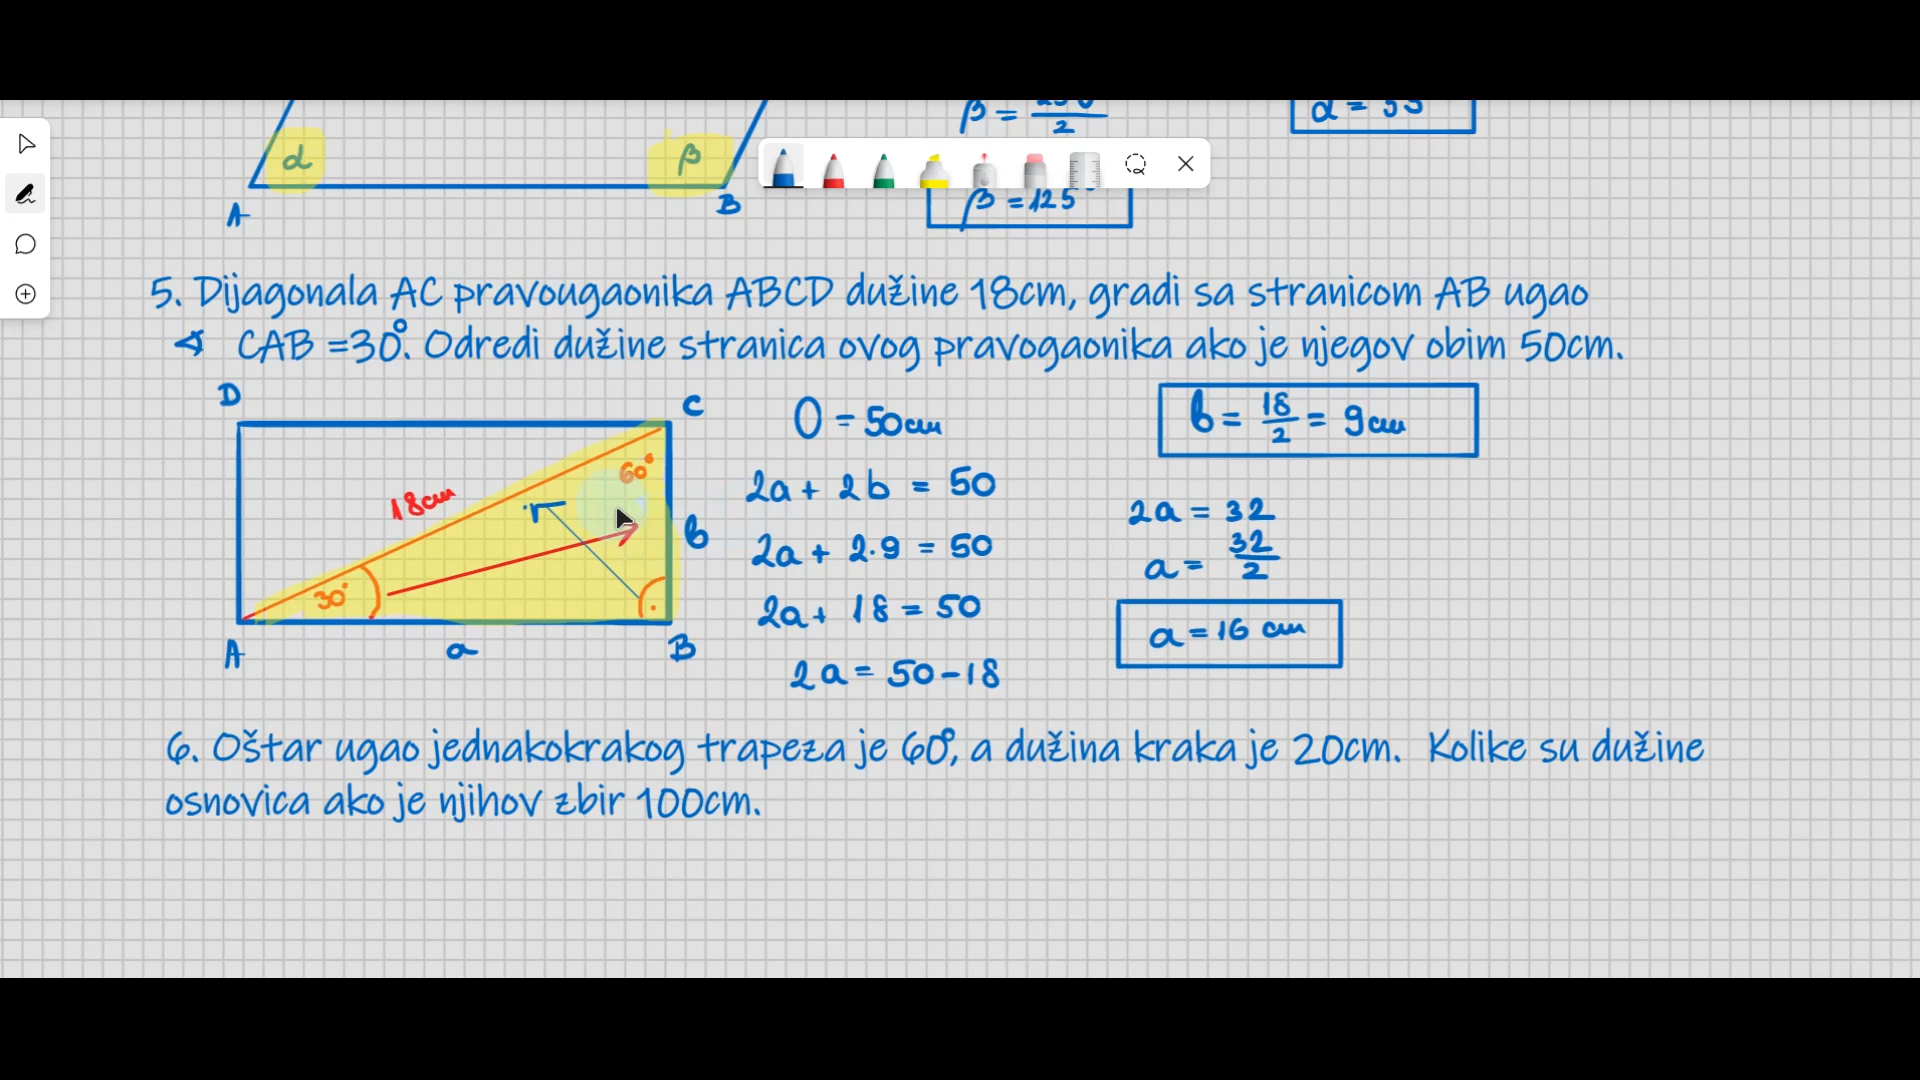 α
β
A
B
β =
2
α = 55
β = 125°
5. Dijagonala AC pravougaonika ABCD dužine 18cm, gradi sa stranicom AB ugao
∢ CAB =30°. Odredi dužine stranica ovog pravogaonika ako je njegov obim 50cm.
D
C
18cm
60°
b
30°
A
a
B
O = 50cm
2a + 2b = 50
2a + 2·9 = 50
2a + 18 = 50
2a = 50-18
b = 18/2 = 9cm
2a = 32
a = 32/2
a = 16 cm
6. Oštar ugao jednakokrakog trapeza je 60°, a dužina kraka je 20cm. Kolike su dužine
osnovica ako je njihov zbir 100cm.